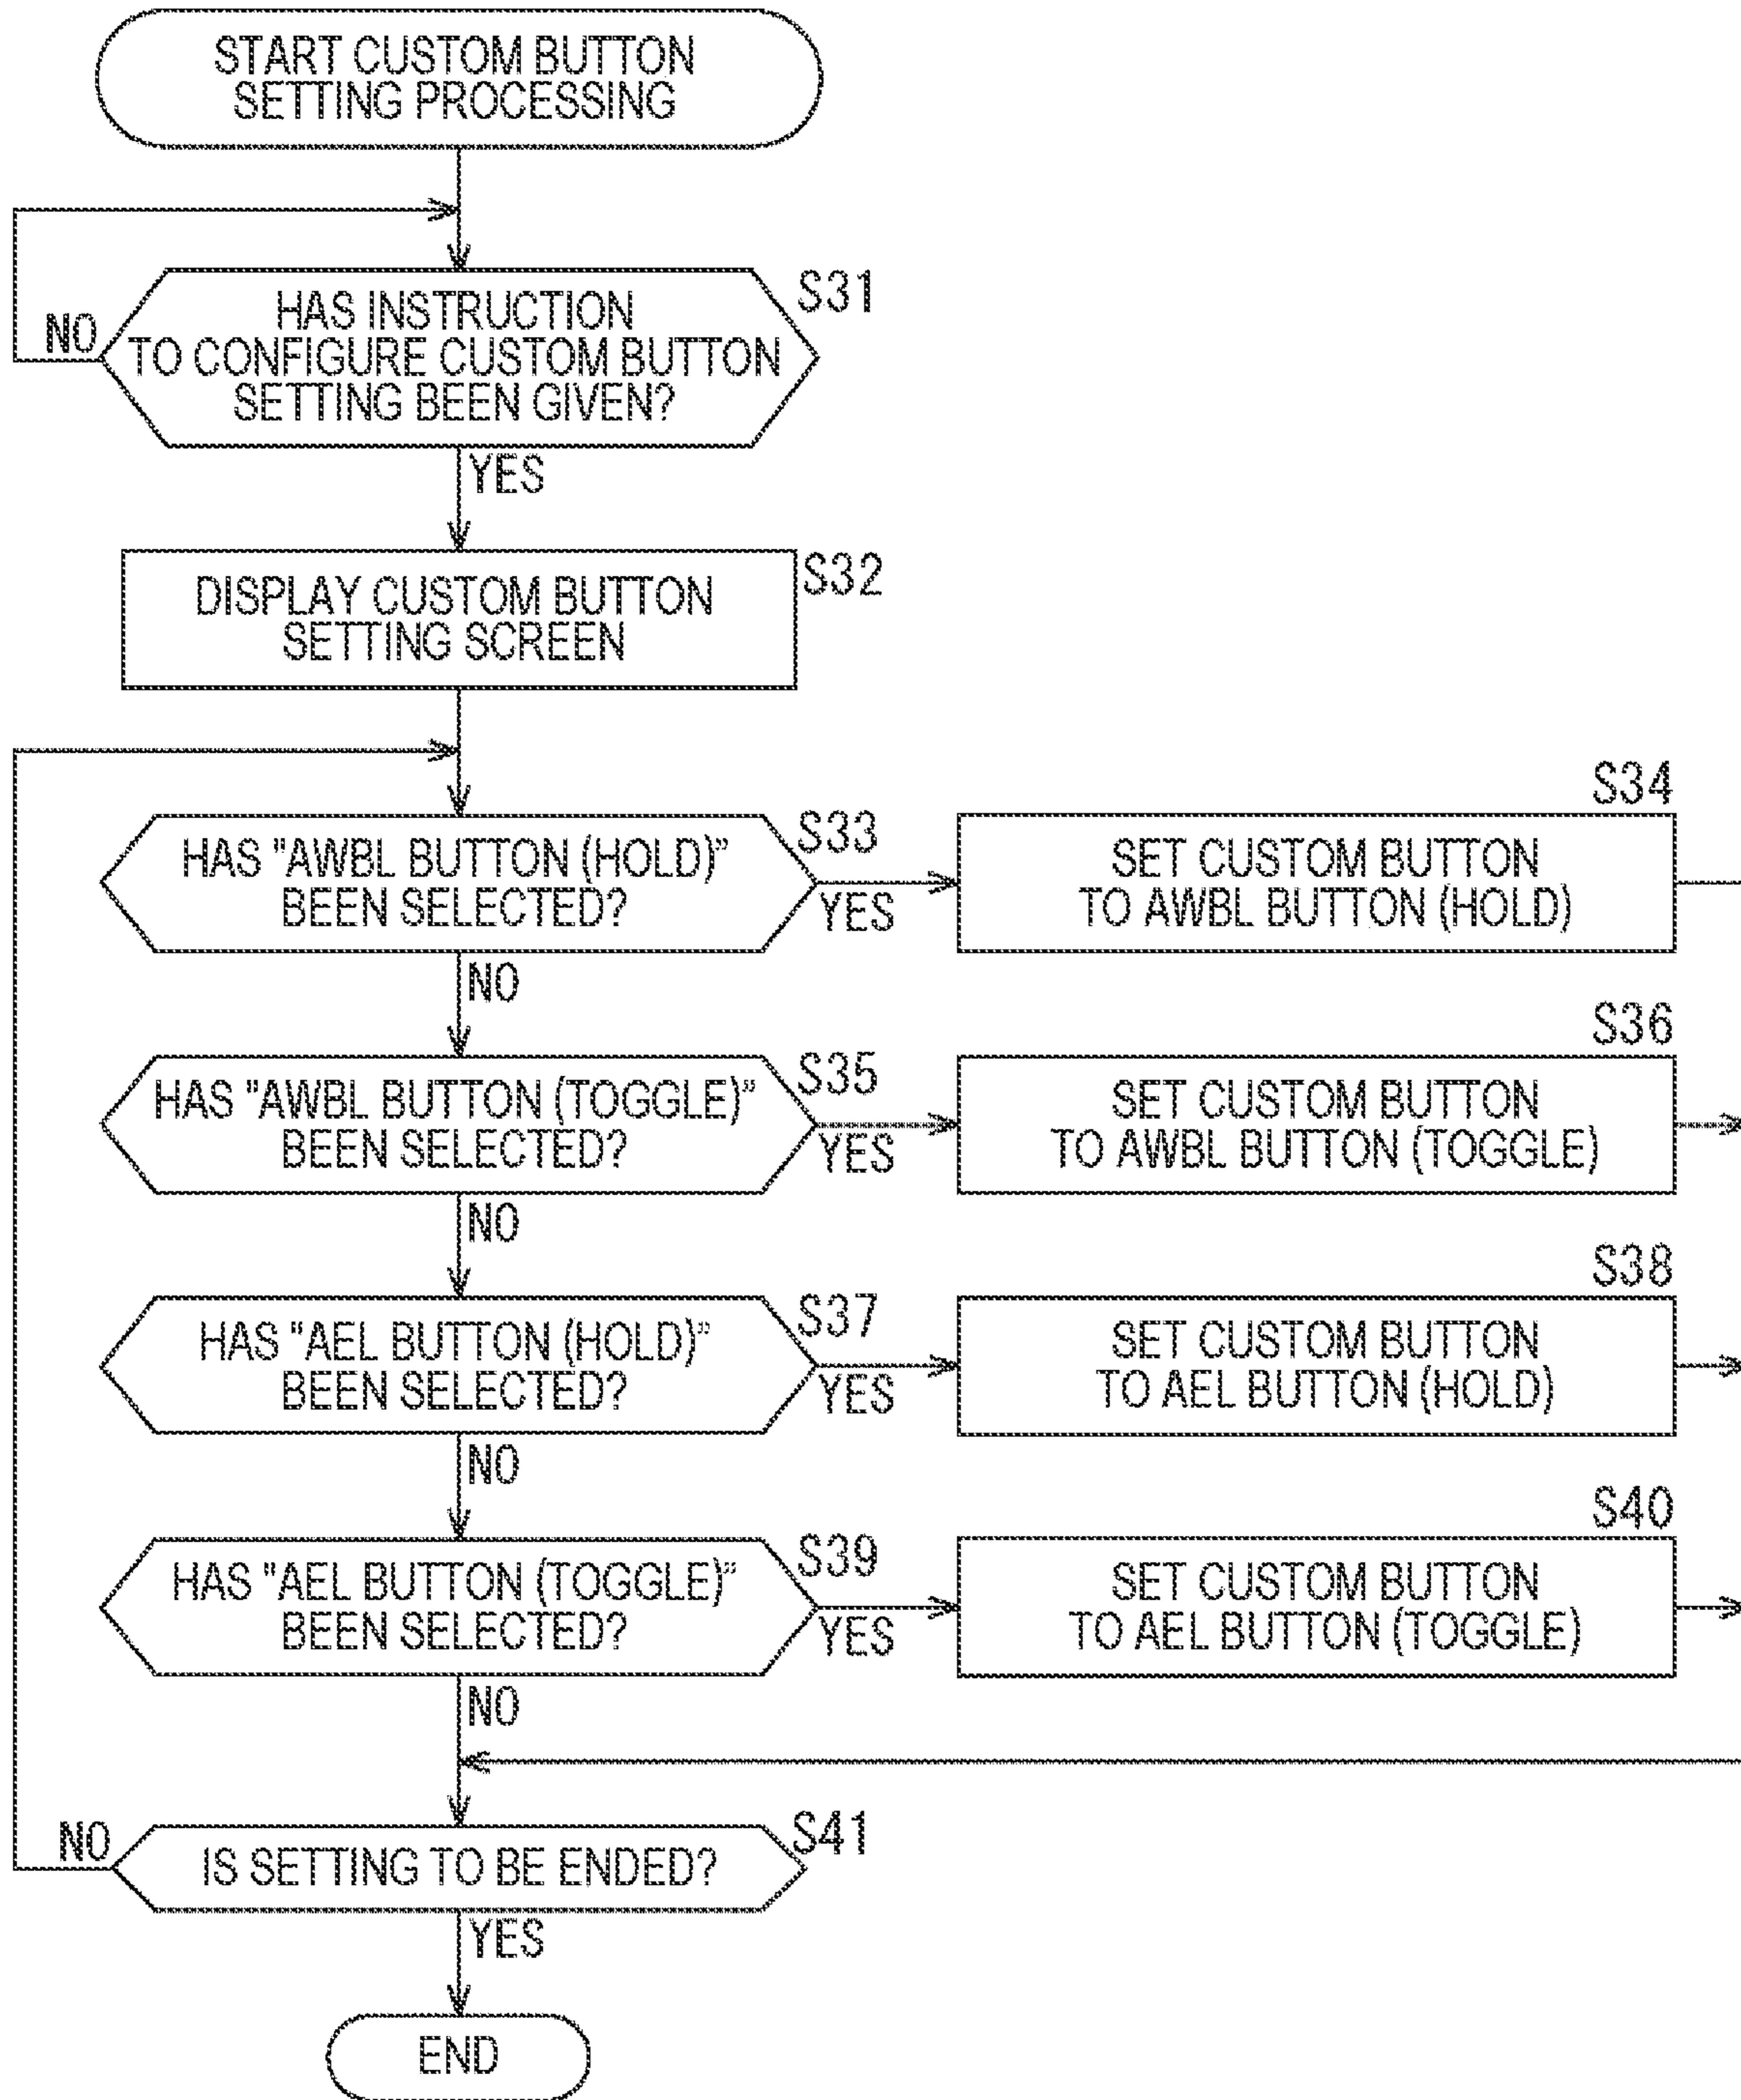 START CUSTOM BUTTON
SETTING PROCESSING
S31
HAS INSTRUCTION
TO CONFIGURE CUSTOM BUTTON
SETTING BEEN GIVEN?
NO
YES
S32
DISPLAY CUSTOM BUTTON
SETTING SCREEN
S33
HAS "AWBL BUTTON (HOLD)”
BEEN SELECTED?
YES
S34
SET CUSTOM BUTTON
TO AWBL BUTTON (HOLD)
NO
S35
HAS "AWBL BUTTON (TOGGLE)”
BEEN SELECTED?
YES
S36
SET CUSTOM BUTTON
TO AWBL BUTTON (TOGGLE)
NO
S37
HAS "AEL BUTTON (HOLD)”
BEEN SELECTED?
YES
S38
SET CUSTOM BUTTON
TO AEL BUTTON (HOLD)
NO
S39
HAS "AEL BUTTON (TOGGLE)”
BEEN SELECTED?
YES
S40
SET CUSTOM BUTTON
TO AEL BUTTON (TOGGLE)
NO
S41
IS SETTING TO BE ENDED?
NO
YES
END